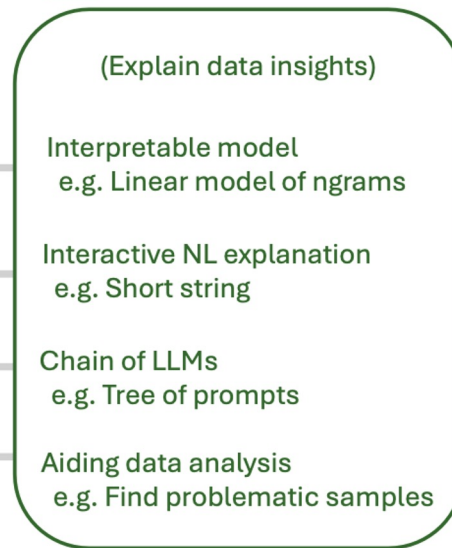 (Explain data insights)
Interpretable model
e.g. Linear model of ngrams
Interactive NL explanation
e.g. Short string
Chain of LLMs
e.g. Tree of prompts
Aiding data analysis
e.g. Find problematic samples